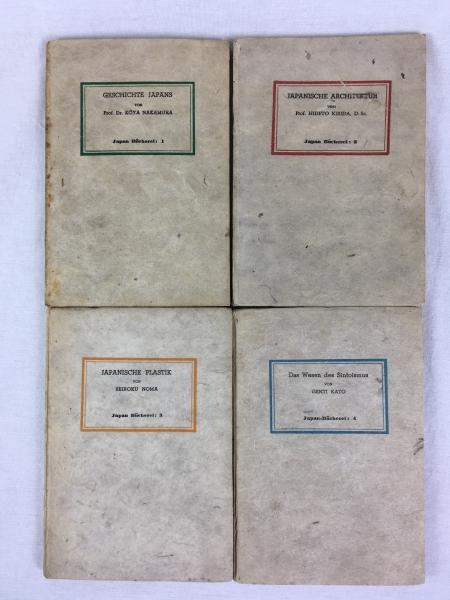 GESCHICHTE JAPANS
VON
Prof. Dr. KOYA NAKAMURA
Japan Bücherei: 1
JAPANISCHE ARCHITEKTUR
VON
Prof. HIDETO KISIDA, D. Sc.
Japan Bücherei: 2
JAPANISCHE PLASTIK
VON
SEIROKU NOMA
Japan Bücherei: 3
Das Wesen des Sintoismus
VON
GENTI KATO
Japan-Bücherei: 4